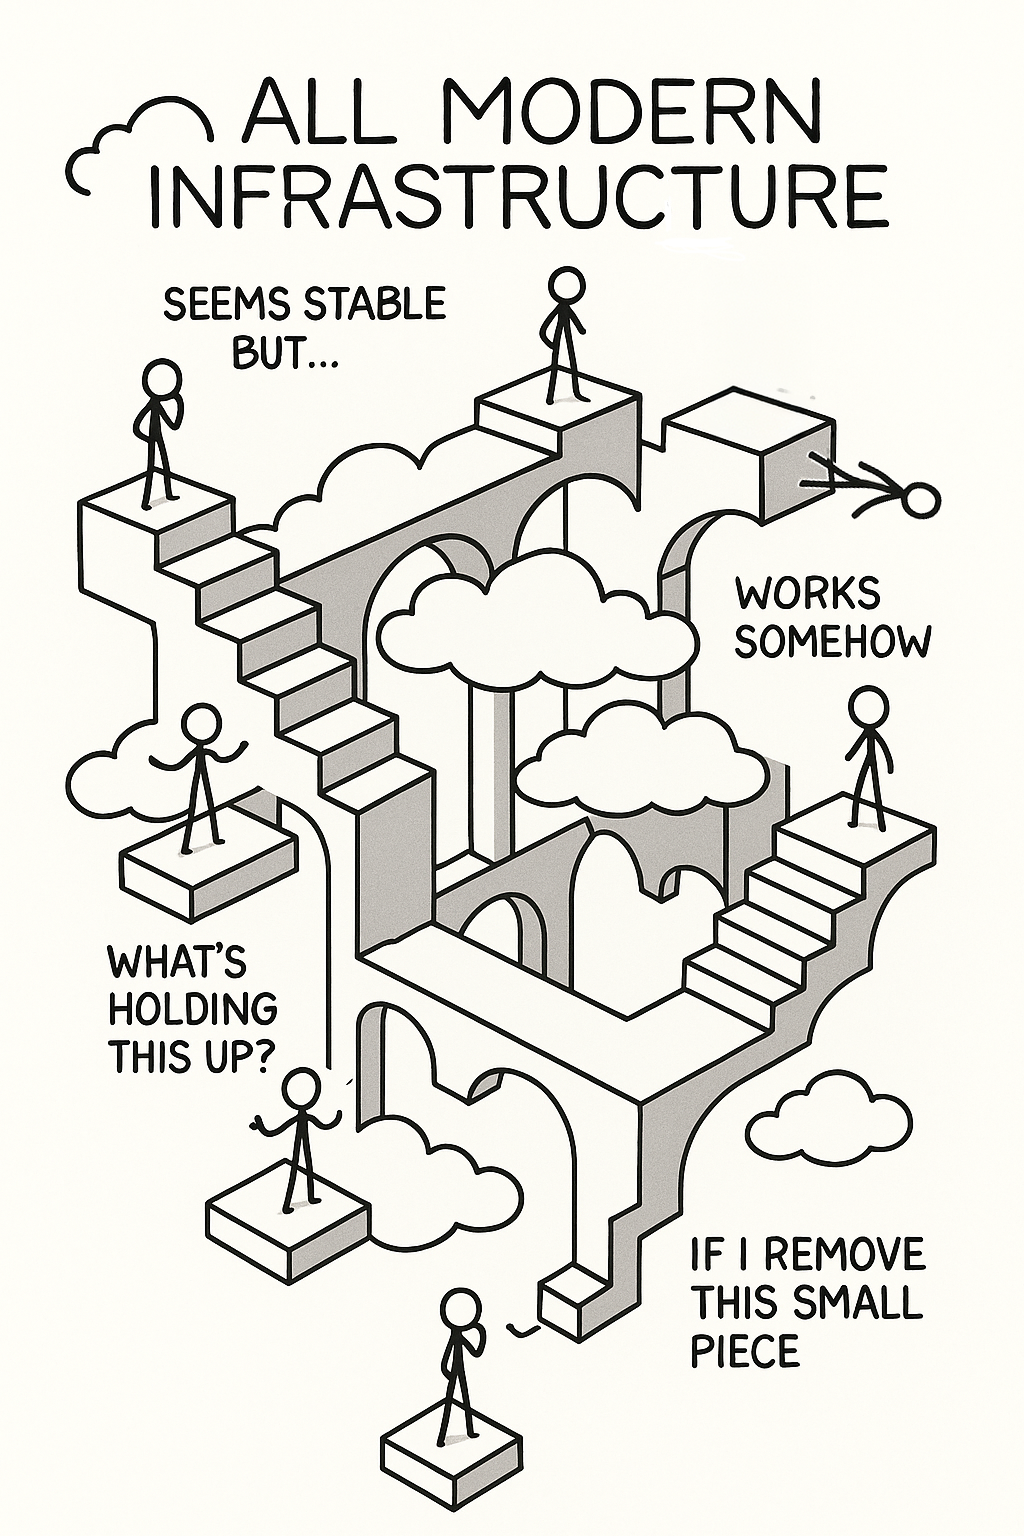 ALL MODERN
INFRASTRUCTURE
SEEMS STABLE
BUT...
WORKS
SOMEHOW
WHAT'S
HOLDING
THIS UP?
IF I REMOVE
THIS SMALL
PIECE